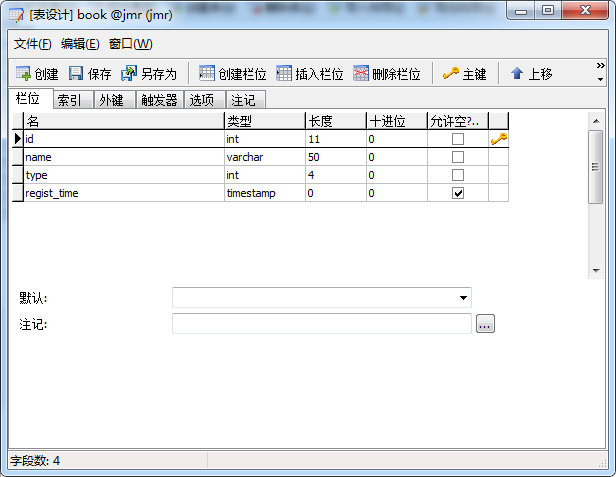 [表设计] book @jmr (jmr)
文件(F) 编辑(E) 窗口(W)
创建 保存 另存为 创建栏位 插入栏位 删除栏位 主键 上移
栏位 索引 外键 触发器 选项 注记
名 类型 长度 十进位 允许空?..
id int 11 0
name varchar 50 0
type int 4 0
regist_time timestamp 0 0
默认:
注记:
...
字段数: 4